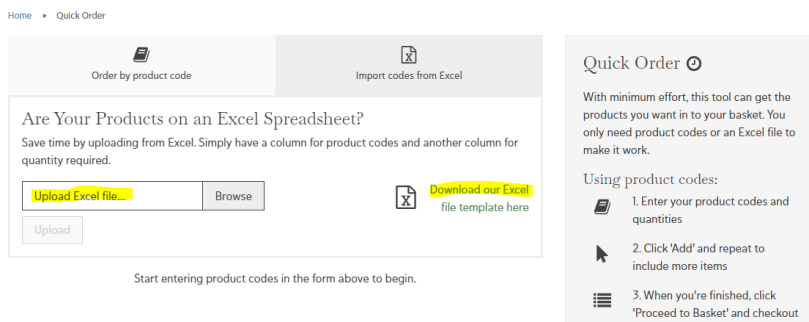 Home ▸ Quick Order
Order by product code
Import codes from Excel
Are Your Products on an Excel Spreadsheet?
Save time by uploading from Excel. Simply have a column for product codes and another column for
quantity required.
Upload Excel file...
Browse
Download our Excel
file template here
Upload
Start entering product codes in the form above to begin.
Quick Order
With minimum effort, this tool can get the
products you want in to your basket. You
only need product codes or an Excel file to
make it work.
Using product codes:
1. Enter your product codes and
quantities
2. Click 'Add' and repeat to
include more items
3. When you're finished, click
'Proceed to Basket' and checkout